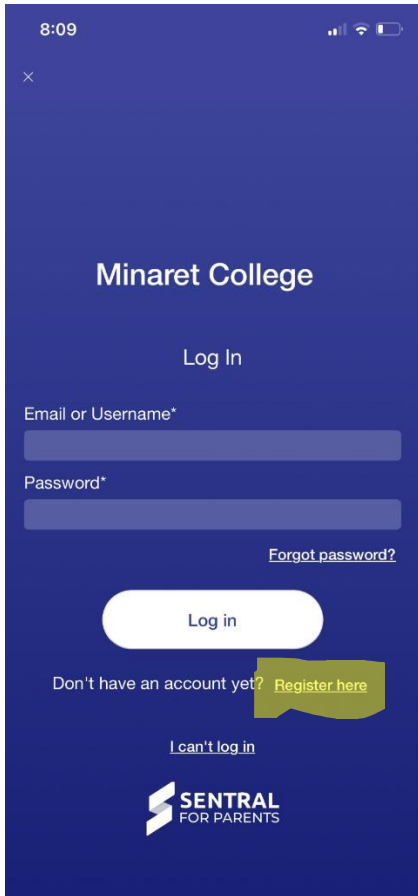 8:09
×
Minaret College
Log In
Email or Username*
Password*
Forgot password?
Log in
Don't have an account yet? Register here
I can't log in
SENTRAL
FOR PARENTS